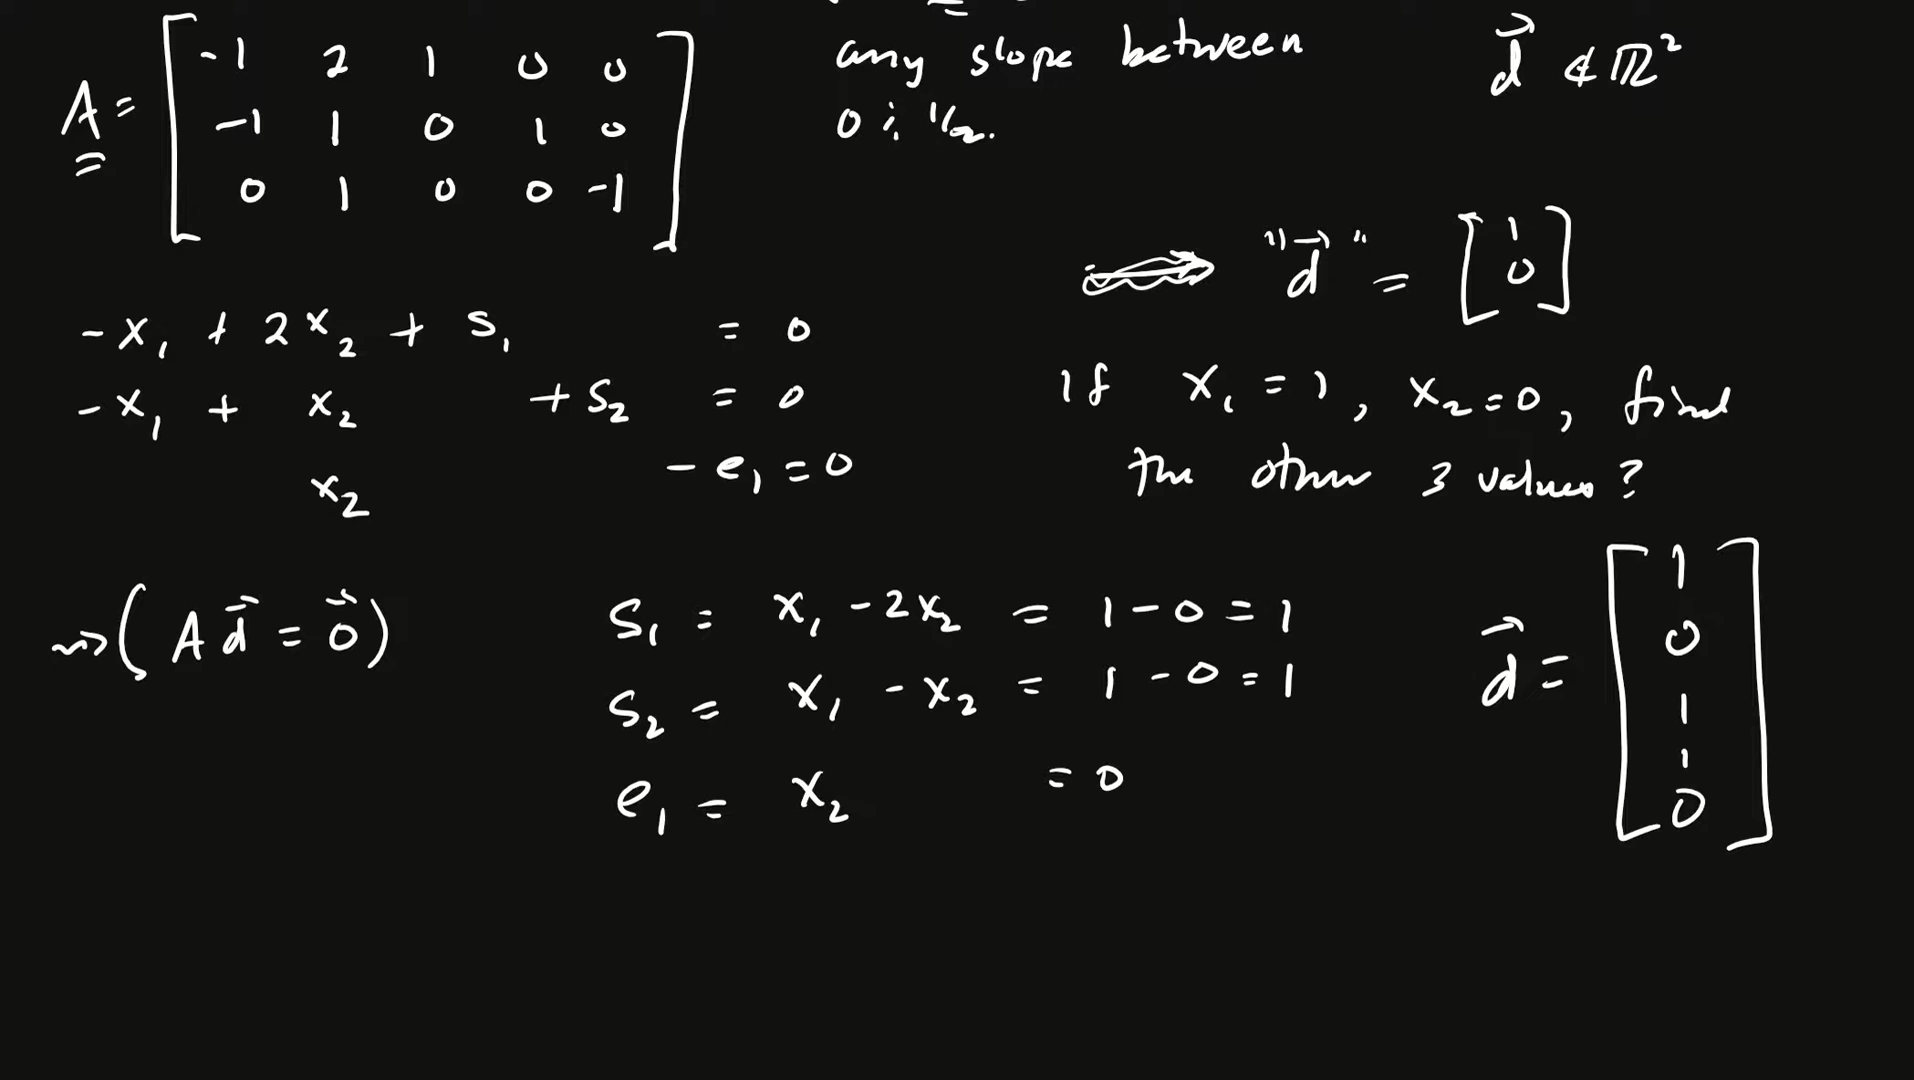 A = [ -1 2 1 0 0
-1 1 0 1 0
0 1 0 0 -1 ]
any slope between
0 & 1/2.
d⃗ ∉ ℝ²
"d⃗" = [ 1
0 ]
-x₁ + 2x₂ + s₁ = 0
-x₁ + x₂ + s₂ = 0
x₂ - e₁ = 0
If x₁ = 1, x₂ = 0, find
the other 3 values?
⇝ ( A d⃗ = 0⃗ )
s₁ = x₁ - 2x₂ = 1 - 0 = 1
s₂ = x₁ - x₂ = 1 - 0 = 1
e₁ = x₂ = 0
d⃗ = [ 1
0
1
1
0 ]